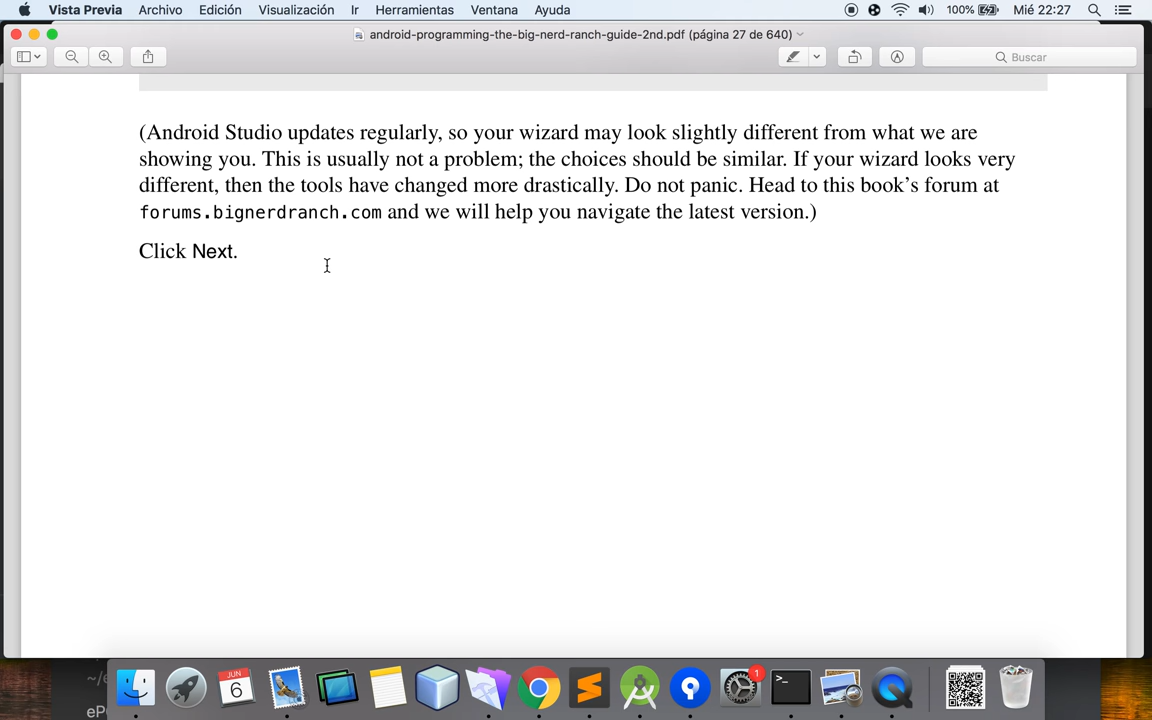 Vista Previa Archivo Edición Visualización Ir Herramientas Ventana Ayuda 100% Mié 22:27
android-programming-the-big-nerd-ranch-guide-2nd.pdf (página 27 de 640)
Buscar
(Android Studio updates regularly, so your wizard may look slightly different from what we are
showing you. This is usually not a problem; the choices should be similar. If your wizard looks very
different, then the tools have changed more drastically. Do not panic. Head to this book’s forum at
forums.bignerdranch.com and we will help you navigate the latest version.)
Click Next.
JUN
6
1
>_